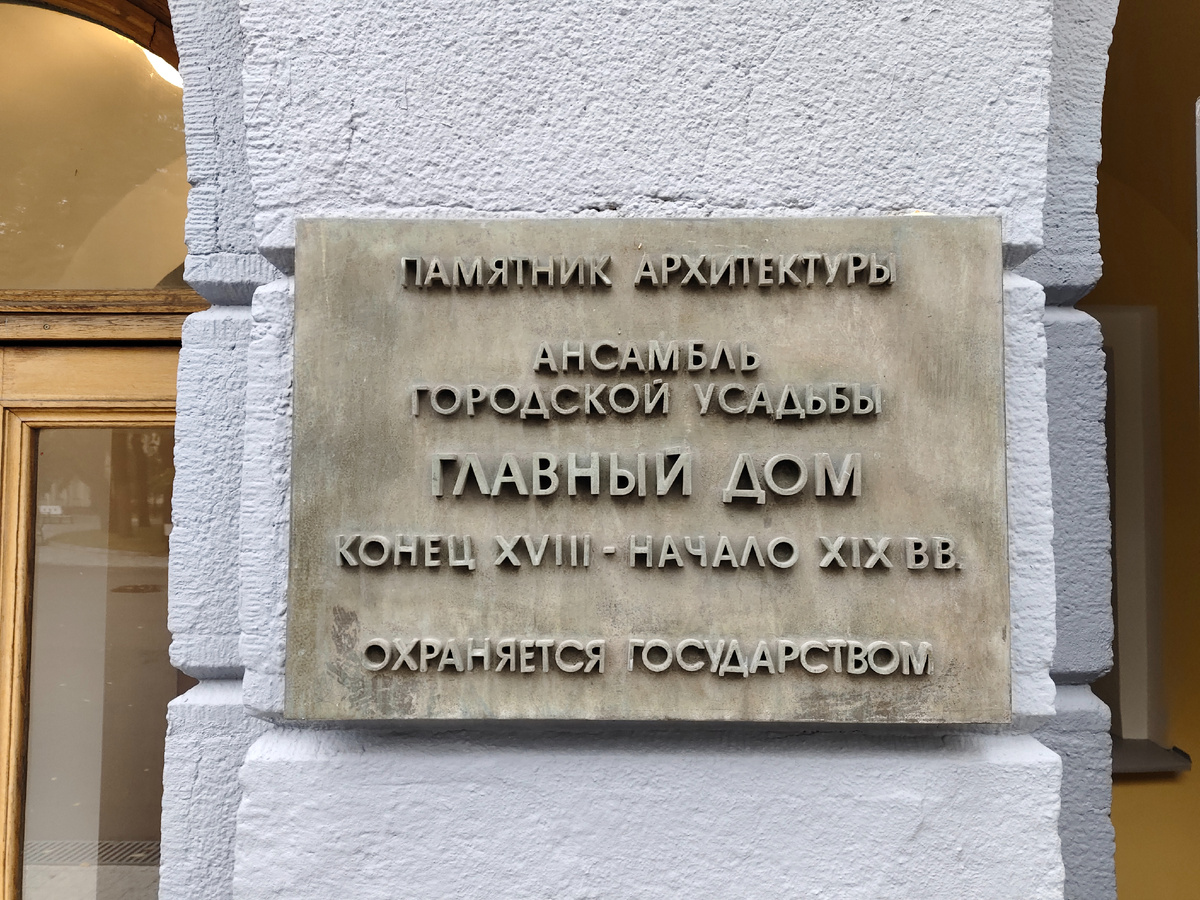 ПАМЯТНИК АРХИТЕКТУРЫ
АНСАМБЛЬ
ГОРОДСКОЙ УСАДЬБЫ
ГЛАВНЫЙ ДОМ
КОНЕЦ XVIII - НАЧАЛО XIX ВВ.
ОХРАНЯЕТСЯ ГОСУДАРСТВОМ